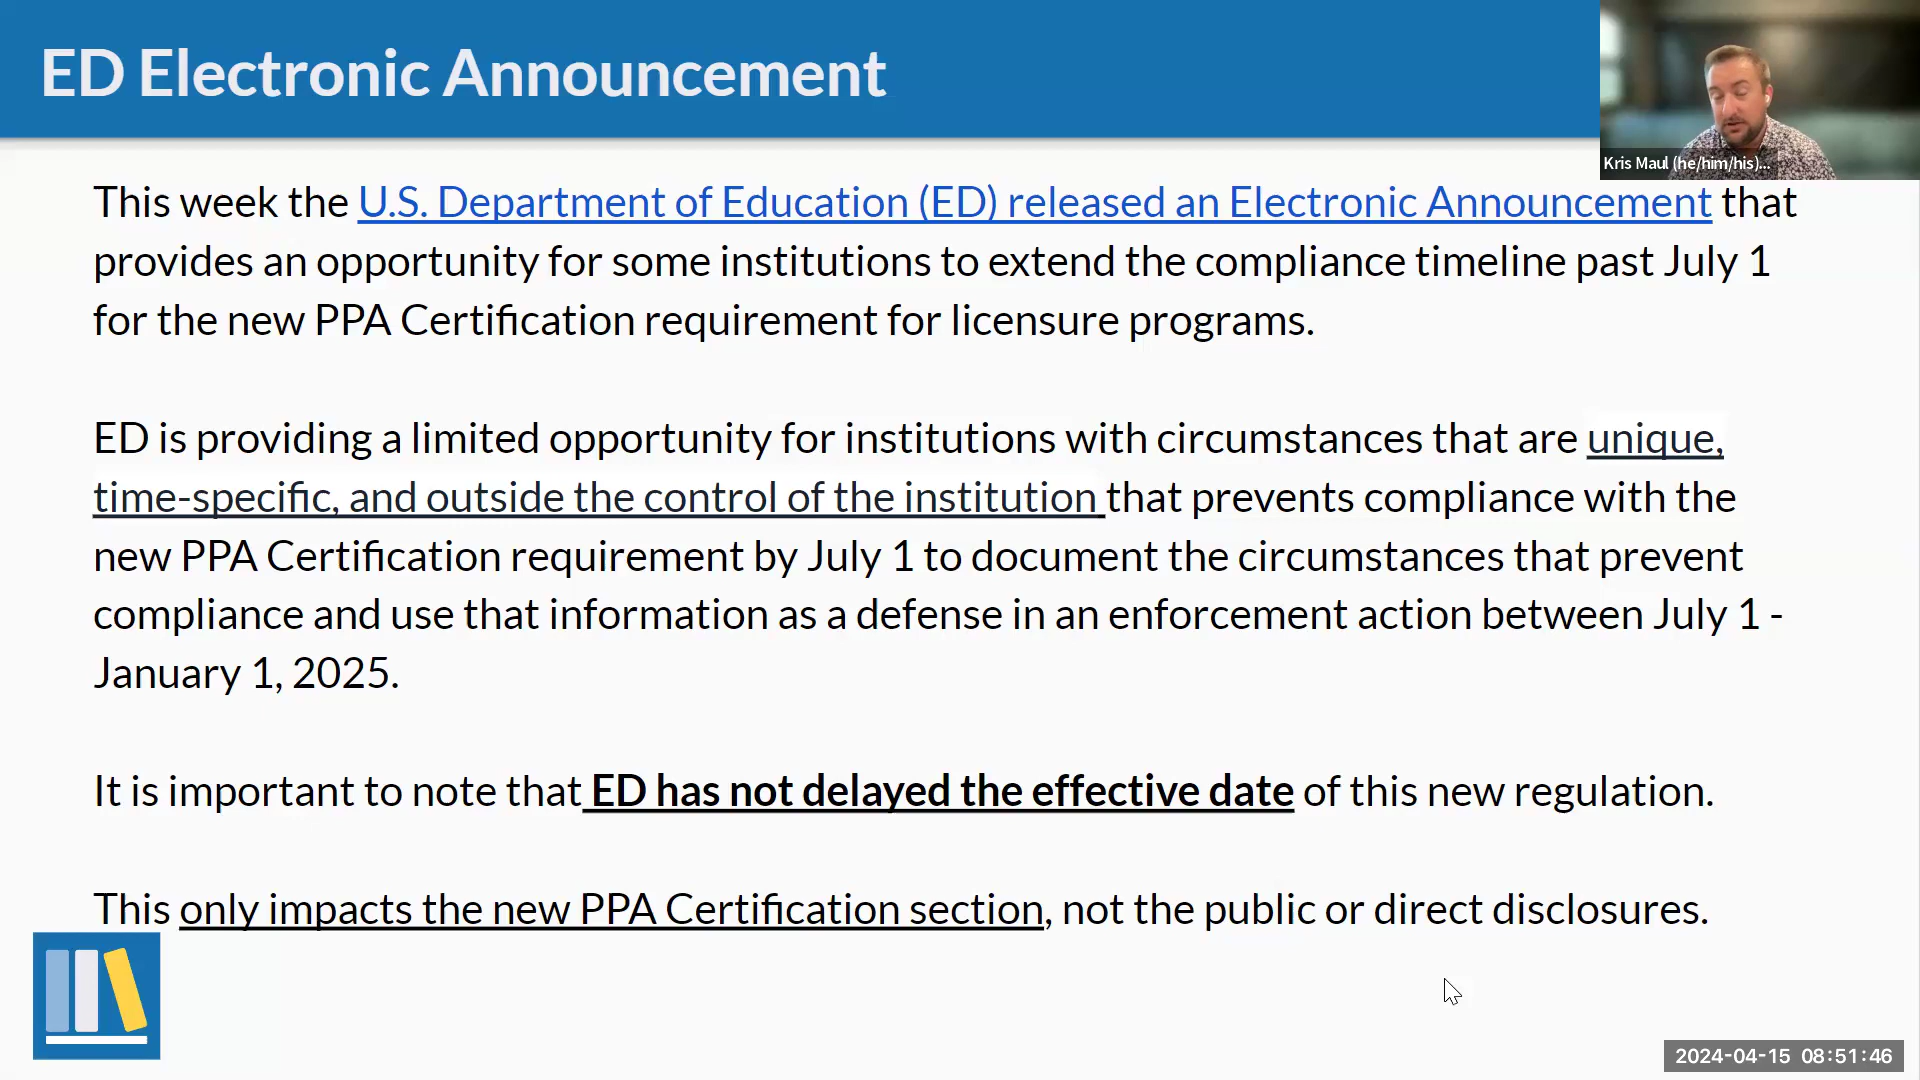 ED Electronic Announcement
Kris Maul (he/him/his)...
This week the U.S. Department of Education (ED) released an Electronic Announcement that
provides an opportunity for some institutions to extend the compliance timeline past July 1
for the new PPA Certification requirement for licensure programs.
ED is providing a limited opportunity for institutions with circumstances that are unique,
time-specific, and outside the control of the institution that prevents compliance with the
new PPA Certification requirement by July 1 to document the circumstances that prevent
compliance and use that information as a defense in an enforcement action between July 1 -
January 1, 2025.
It is important to note that ED has not delayed the effective date of this new regulation.
This only impacts the new PPA Certification section, not the public or direct disclosures.
2024-04-15 08:51:46